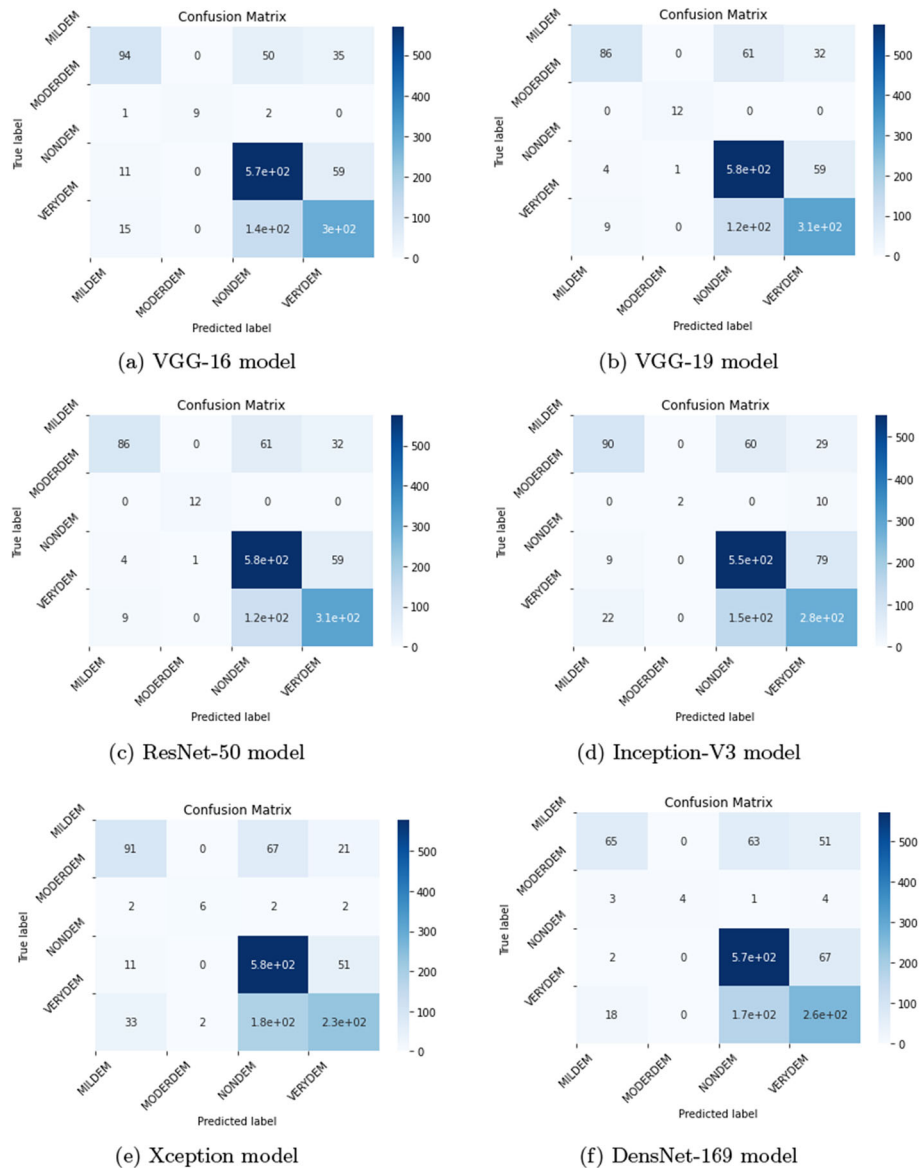 Confusion Matrix
MILDEM
94 0 50 35
MODERDEM
1 9 2 0
NONDEM
11 0 5.7e+02 59
VERYDEM
15 0 1.4e+02 3e+02
True label
500
400
300
200
100
0
MILDEM MODERDEM NONDEM VERYDEM
Predicted label
(a) VGG-16 model
Confusion Matrix
MILDEM
86 0 61 32
MODERDEM
0 12 0 0
NONDEM
4 1 5.8e+02 59
VERYDEM
9 0 1.2e+02 3.1e+02
True label
500
400
300
200
100
0
MILDEM MODERDEM NONDEM VERYDEM
Predicted label
(b) VGG-19 model
Confusion Matrix
MILDEM
86 0 61 32
MODERDEM
0 12 0 0
NONDEM
4 1 5.8e+02 59
VERYDEM
9 0 1.2e+02 3.1e+02
True label
500
400
300
200
100
0
MILDEM MODERDEM NONDEM VERYDEM
Predicted label
(c) ResNet-50 model
Confusion Matrix
MILDEM
90 0 60 29
MODERDEM
0 2 0 10
NONDEM
9 0 5.5e+02 79
VERYDEM
22 0 1.5e+02 2.8e+02
True label
500
400
300
200
100
0
MILDEM MODERDEM NONDEM VERYDEM
Predicted label
(d) Inception-V3 model
Confusion Matrix
MILDEM
91 0 67 21
MODERDEM
2 6 2 2
NONDEM
11 0 5.8e+02 51
VERYDEM
33 2 1.8e+02 2.3e+02
True label
500
400
300
200
100
0
MILDEM MODERDEM NONDEM VERYDEM
Predicted label
(e) Xception model
Confusion Matrix
MILDEM
65 0 63 51
MODERDEM
3 4 1 4
NONDEM
2 0 5.7e+02 67
VERYDEM
18 0 1.7e+02 2.6e+02
True label
500
400
300
200
100
0
MILDEM MODERDEM NONDEM VERYDEM
Predicted label
(f) DensNet-169 model